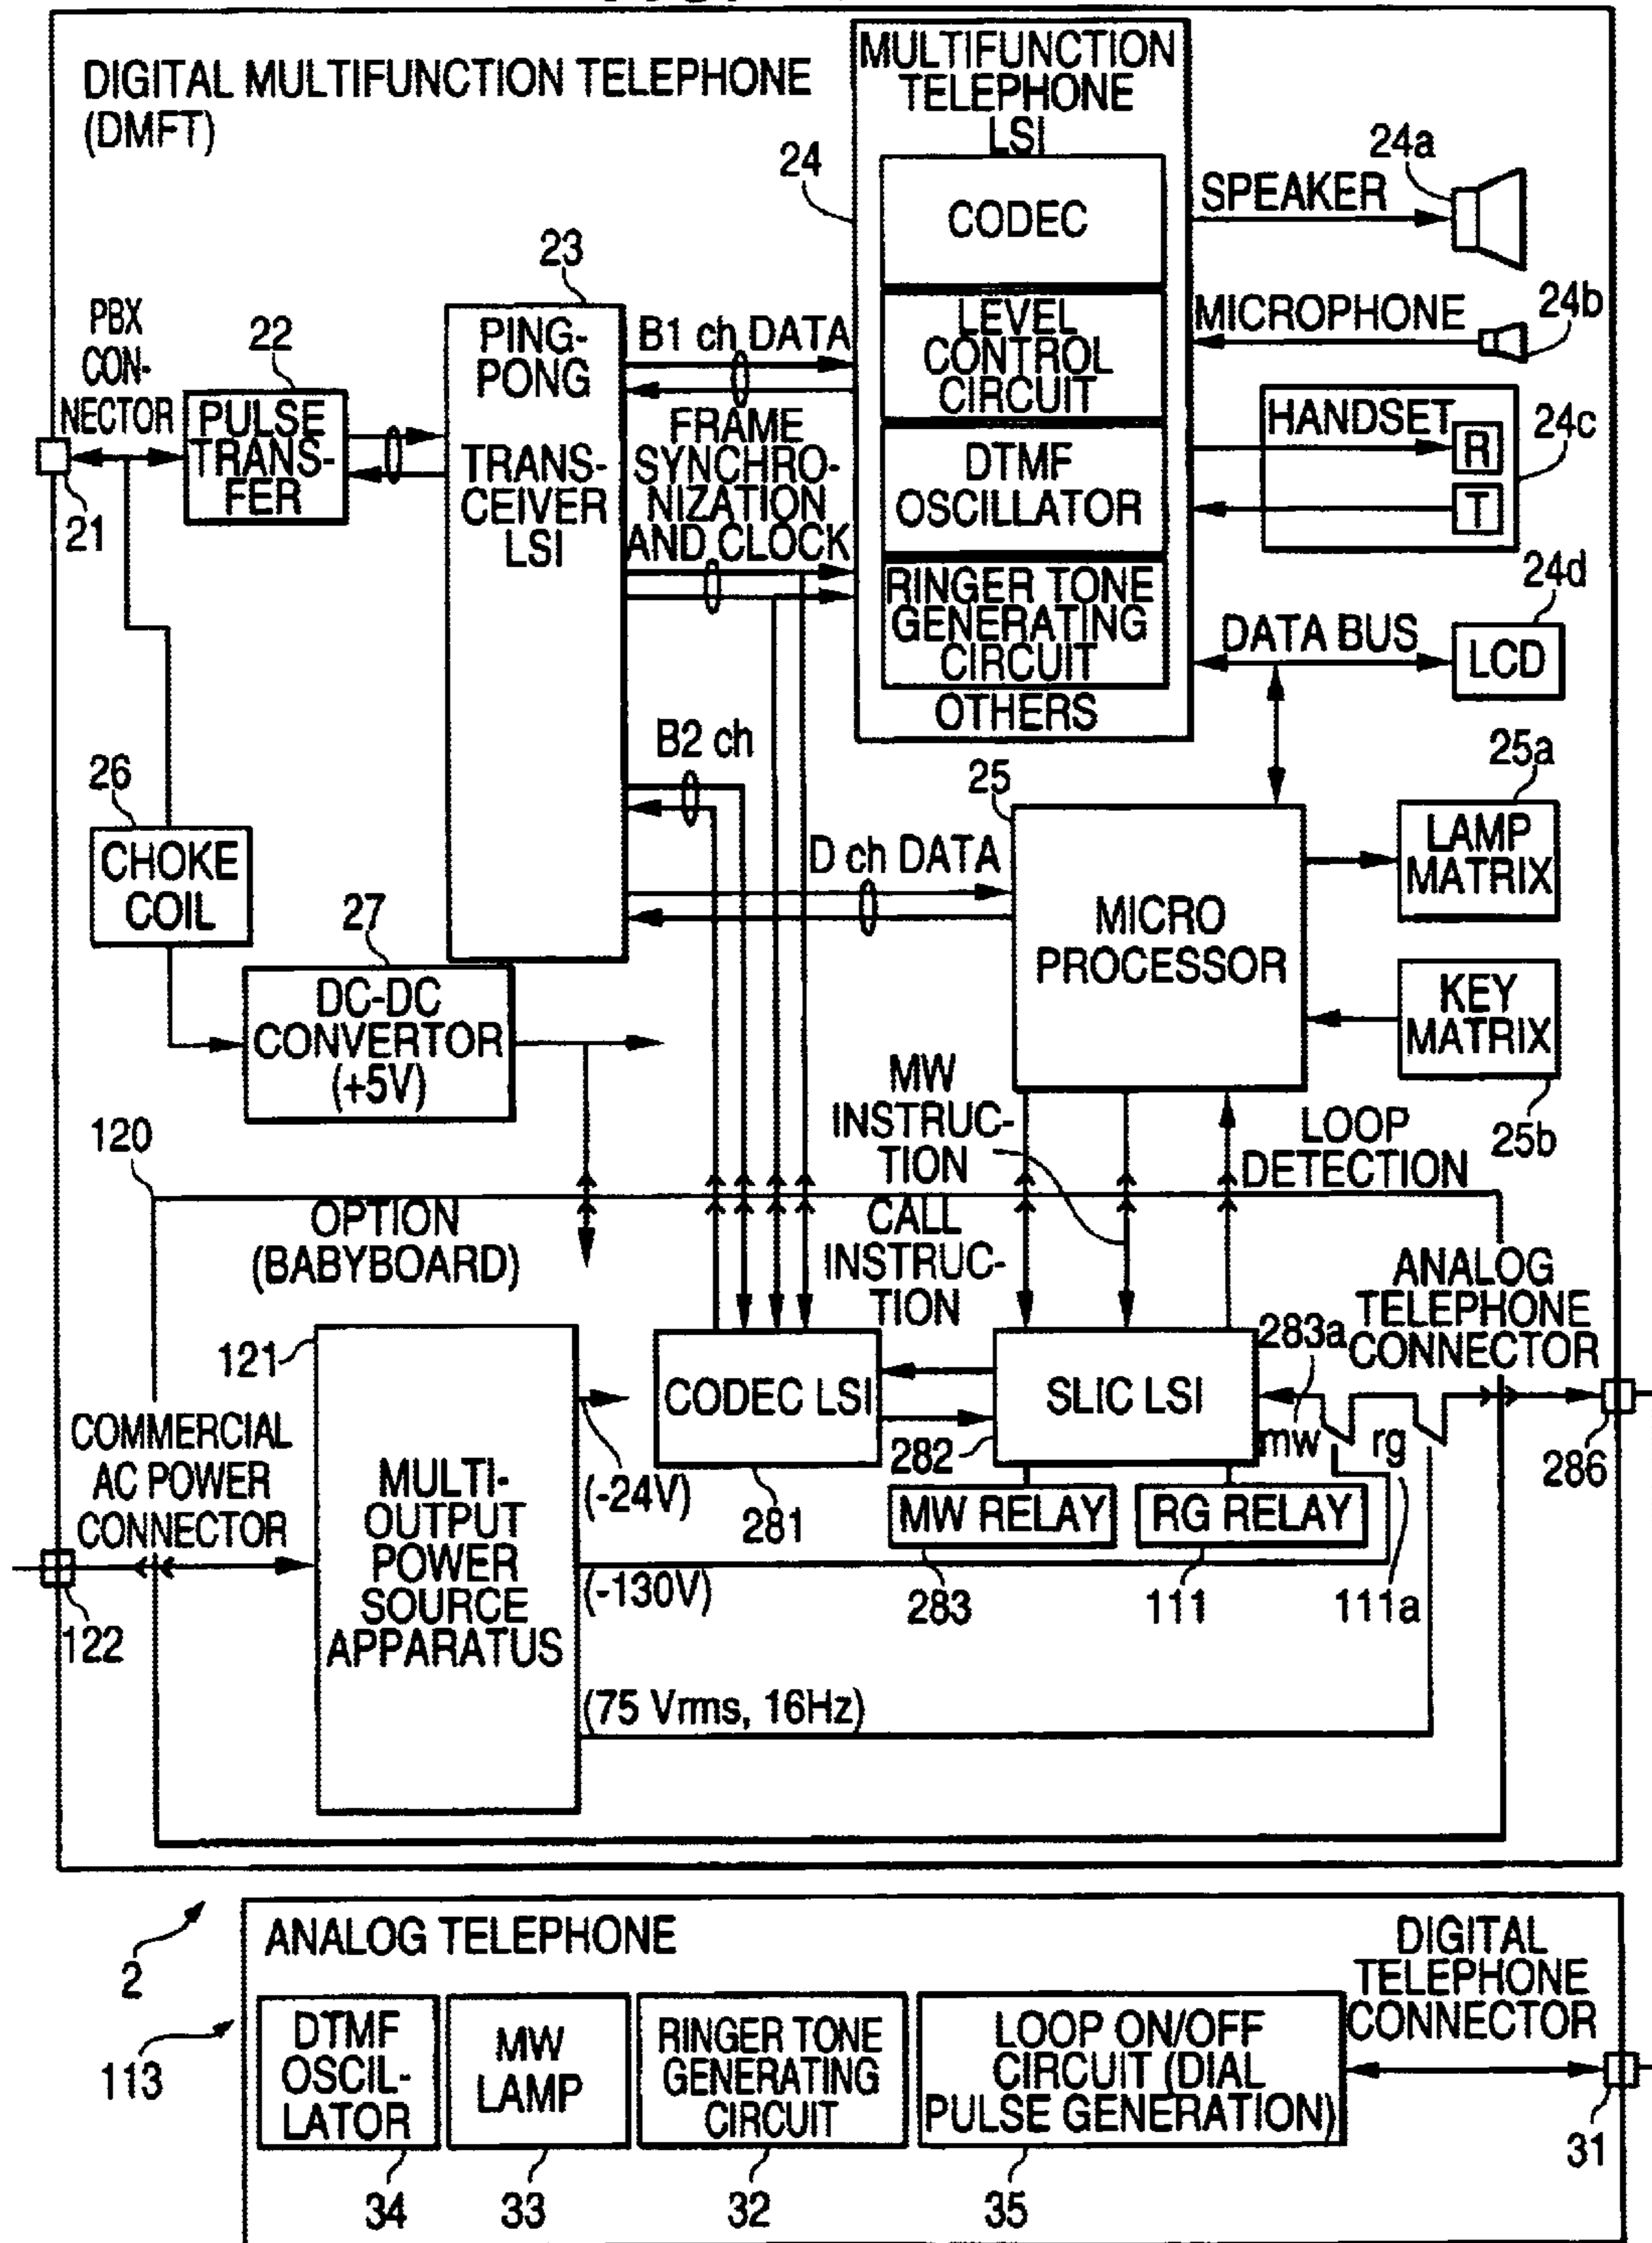 DIGITAL MULTIFUNCTION TELEPHONE
(DMFT)
MULTIFUNCTION
TELEPHONE
LSI
24
CODEC
LEVEL
CONTROL
CIRCUIT
DTMF
OSCILLATOR
RINGER TONE
GENERATING
CIRCUIT
OTHERS
SPEAKER
24a
MICROPHONE
24b
HANDSET
R
T
24c
24d
DATA BUS
LCD
PBX
CON-
NECTOR
21
22
PULSE
TRANS-
FER
23
PING-
PONG
TRANS-
CEIVER
LSI
B1 ch DATA
FRAME
SYNCHRO-
NIZATION
AND CLOCK
B2 ch
D ch DATA
25
MICRO
PROCESSOR
25a
LAMP
MATRIX
KEY
MATRIX
25b
26
CHOKE
COIL
27
DC-DC
CONVERTOR
(+5V)
MW
INSTRUC-
TION
LOOP
DETECTION
120
OPTION
(BABYBOARD)
CALL
INSTRUC-
TION
ANALOG
TELEPHONE
CONNECTOR
286
121
MULTI-
OUTPUT
POWER
SOURCE
APPARATUS
COMMERCIAL
AC POWER
CONNECTOR
122
(-24V)
(-130V)
(75 Vrms, 16Hz)
CODEC LSI
281
SLIC LSI
282
283a
mw
rg
MW RELAY
283
RG RELAY
111
111a
2
113
ANALOG TELEPHONE
DTMF
OSCIL-
LATOR
34
MW
LAMP
33
RINGER TONE
GENERATING
CIRCUIT
32
LOOP ON/OFF
CIRCUIT (DIAL
PULSE GENERATION)
35
DIGITAL
TELEPHONE
CONNECTOR
31